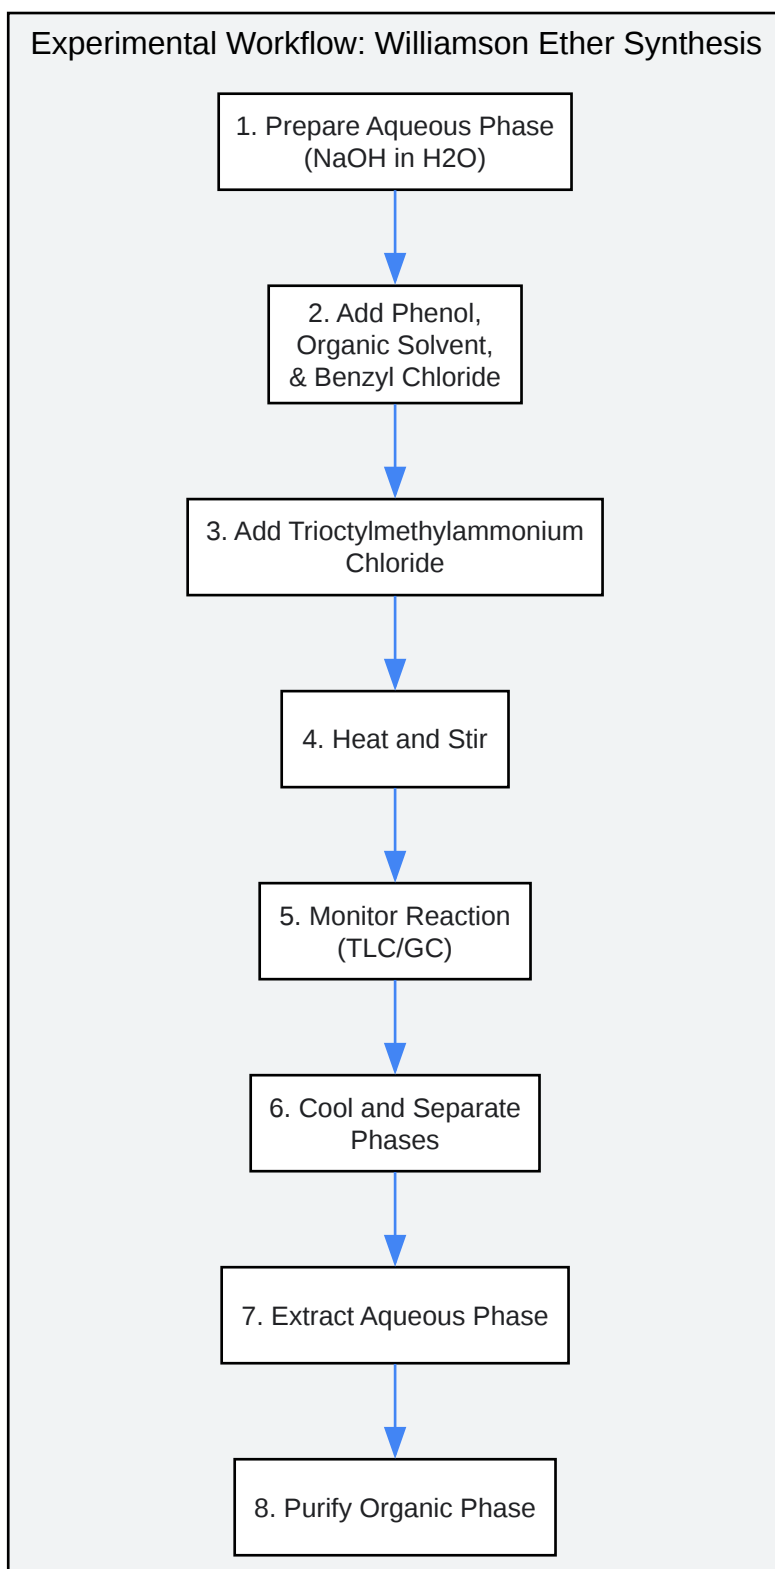 Experimental Workflow: Williamson Ether Synthesis
1. Prepare Aqueous Phase
(NaOH in H2O)
2. Add Phenol,
Organic Solvent,
& Benzyl Chloride
3. Add Trioctylmethylammonium
Chloride
4. Heat and Stir
5. Monitor Reaction
(TLC/GC)
6. Cool and Separate
Phases
7. Extract Aqueous Phase
8. Purify Organic Phase